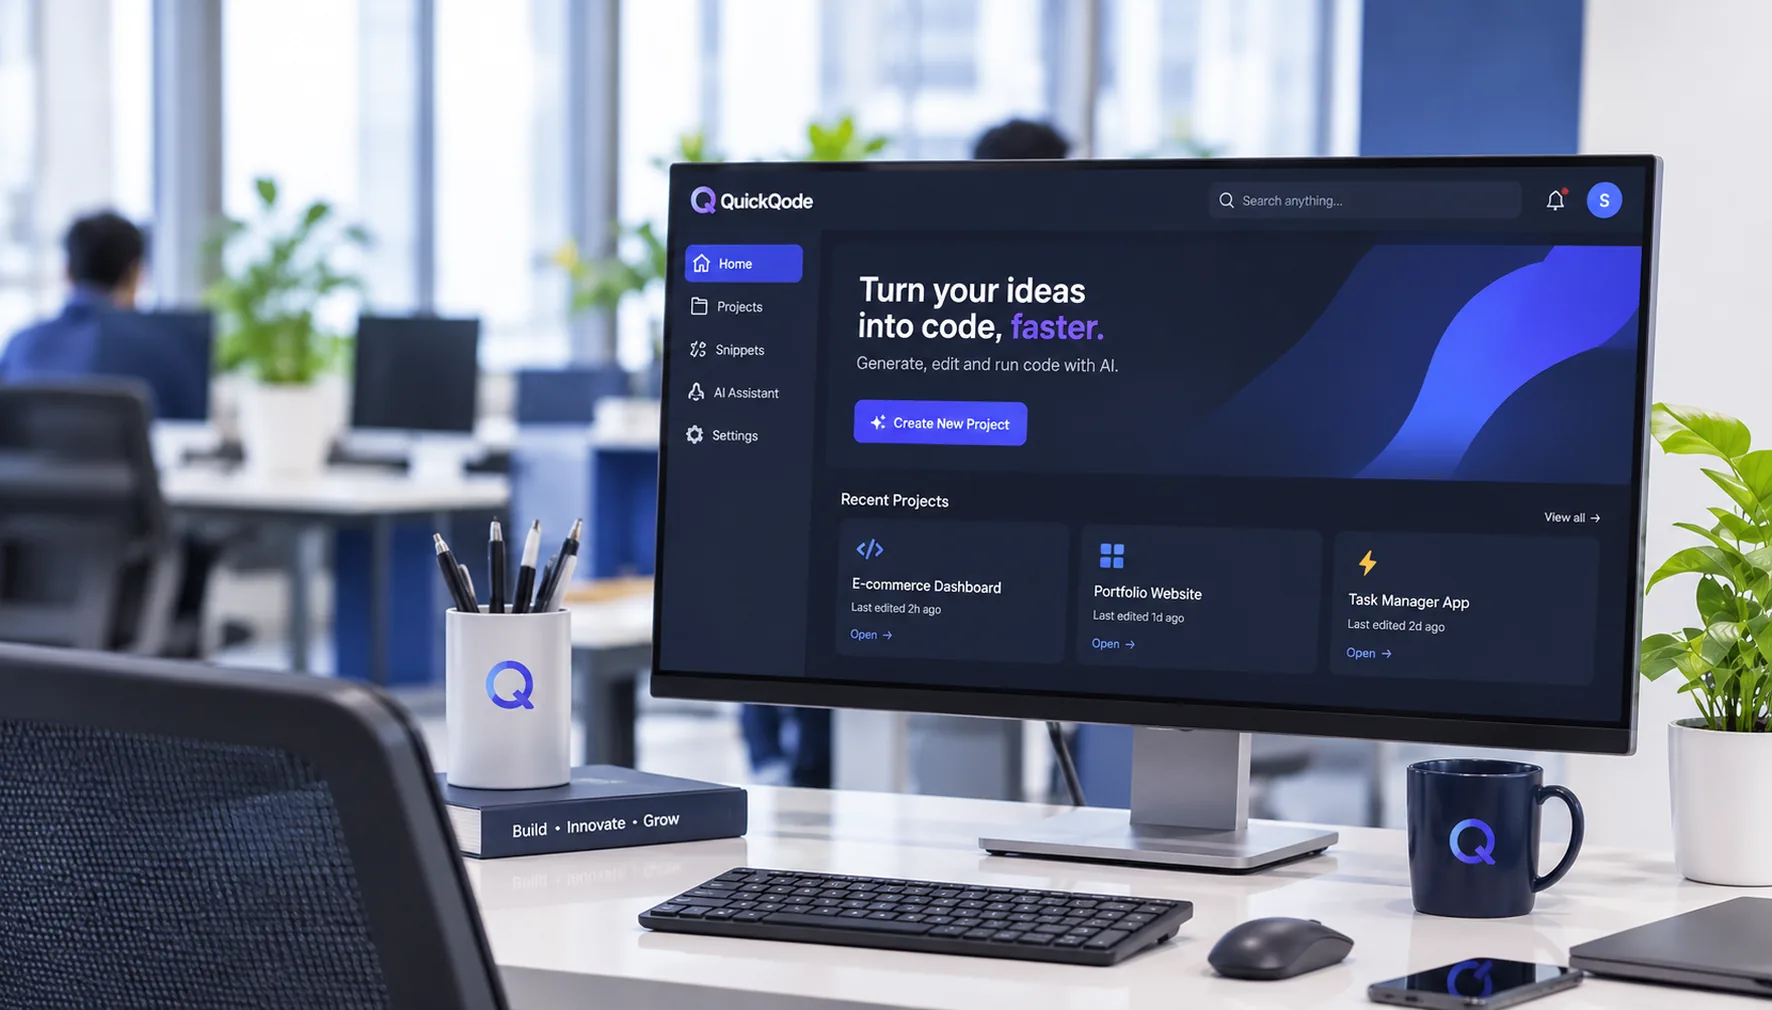 QuickQode
Search anything...
S
Home
Projects
Snippets
AI Assistant
Settings
Turn your ideas
into code, faster.
Generate, edit and run code with AI.
Create New Project
Recent Projects
View all →
</>
E-commerce Dashboard
Last edited 2h ago
Open →
Portfolio Website
Last edited 1d ago
Open →
Task Manager App
Last edited 2d ago
Open →
Q
Build • Innovate • Grow
Q